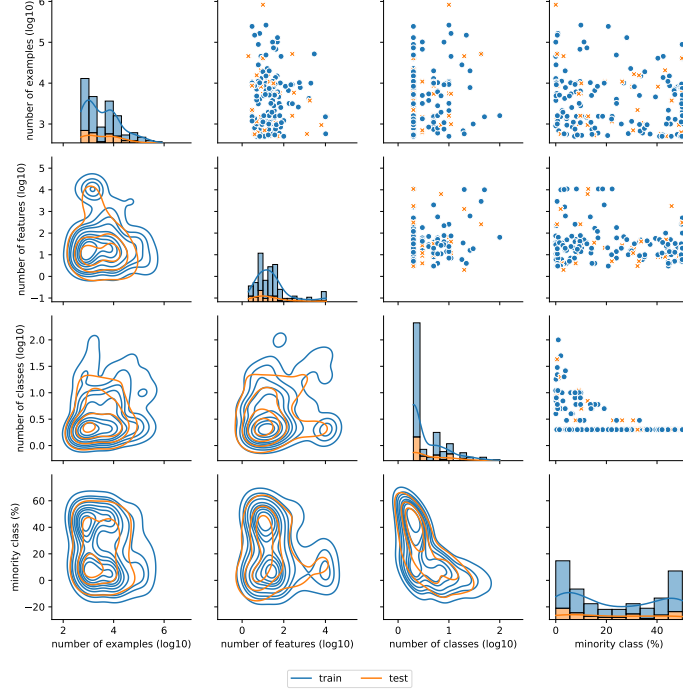 number of examples (log10)
6
5
4
3
number of features (log10)
5
4
3
2
1
0
−1
number of classes (log10)
2.0
1.5
1.0
0.5
0.0
minority class (%)
60
40
20
0
−20
2 4 6
0 2 4
0 1 2
0 20 40
number of examples (log10) number of features (log10) number of classes (log10) minority class (%)
train test